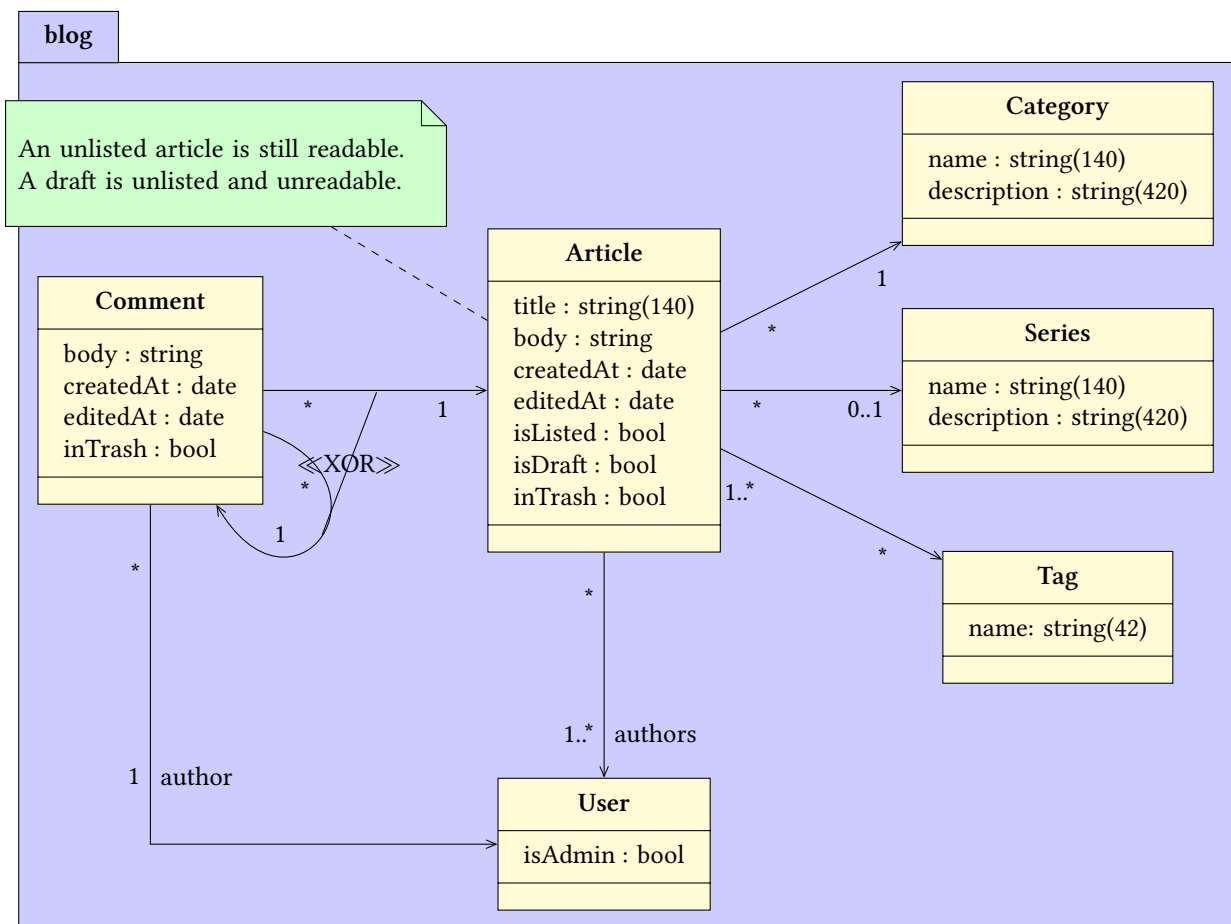 blog
An unlisted article is still readable.
A draft is unlisted and unreadable.
Category
name : string(140)
description : string(420)
Article
title : string(140)
body : string
createdAt : date
editedAt : date
isListed : bool
isDraft : bool
inTrash : bool
Comment
body : string
createdAt : date
editedAt : date
inTrash : bool
Series
name : string(140)
description : string(420)
1
*
*
1
*
0..1
≪XOR≫
*
1
1..*
*
Tag
name: string(42)
*
*
1..* authors
1 author
User
isAdmin : bool